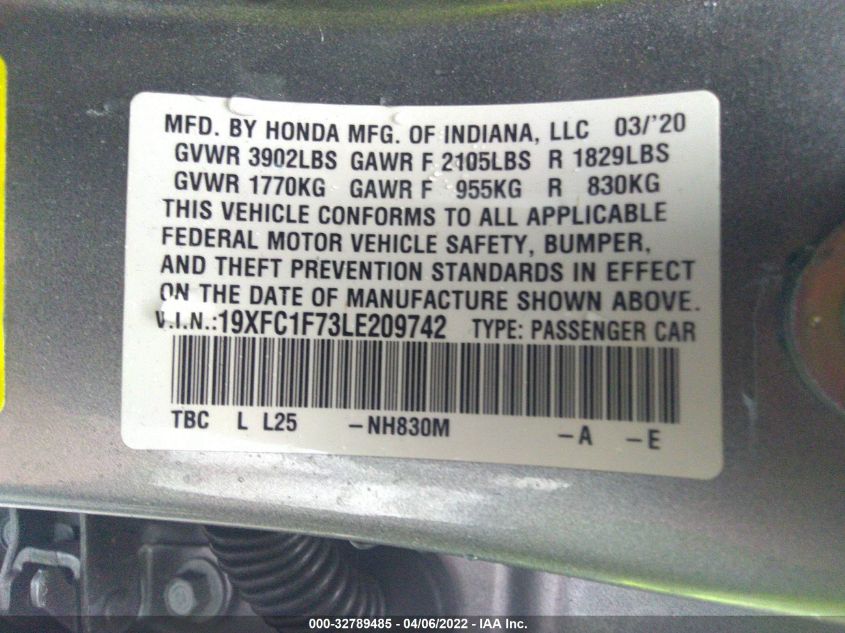 MFD. BY HONDA MFG. OF INDIANA, LLC 03/'20
GVWR 3902LBS GAWR F 2105LBS R 1829LBS
GVWR 1770KG GAWR F 955KG R 830KG
THIS VEHICLE CONFORMS TO ALL APPLICABLE
FEDERAL MOTOR VEHICLE SAFETY, BUMPER,
AND THEFT PREVENTION STANDARDS IN EFFECT
ON THE DATE OF MANUFACTURE SHOWN ABOVE.
V.I.N.:19XFC1F73LE209742 TYPE: PASSENGER CAR
TBC L L25 -NH830M -A -E
000-32789485 - 04/06/2022 - IAA Inc.